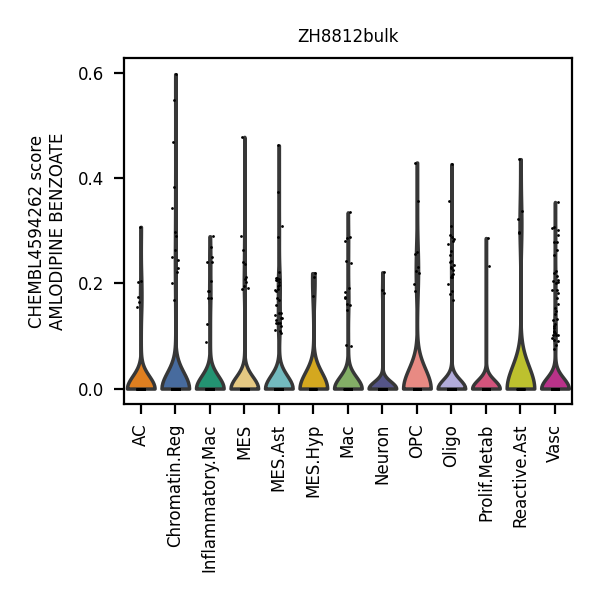 ZH8812bulk
CHEMBL4594262 score
AMLODIPINE BENZOATE
0.6
0.4
0.2
0.0
AC
Chromatin.Reg
Inflammatory.Mac
MES
MES.Ast
MES.Hyp
Mac
Neuron
OPC
Oligo
Prolif.Metab
Reactive.Ast
Vasc